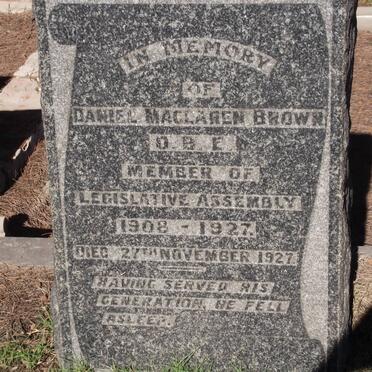 IN MEMORY
OF
DANIEL MACLAREN BROWN
O.B.E.
MEMBER OF
LEGISLATIVE ASSEMBLY
1908 - 1927.
DIED 27TH NOVEMBER 1927.
HAVING SERVED HIS
GENERATION, HE FELL
ASLEEP.